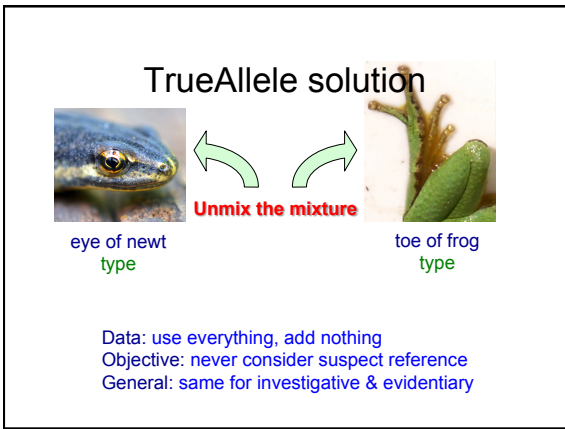 TrueAllele solution
Unmix the mixture
eye of newt
type
toe of frog
type
Data: use everything, add nothing
Objective: never consider suspect reference
General: same for investigative & evidentiary